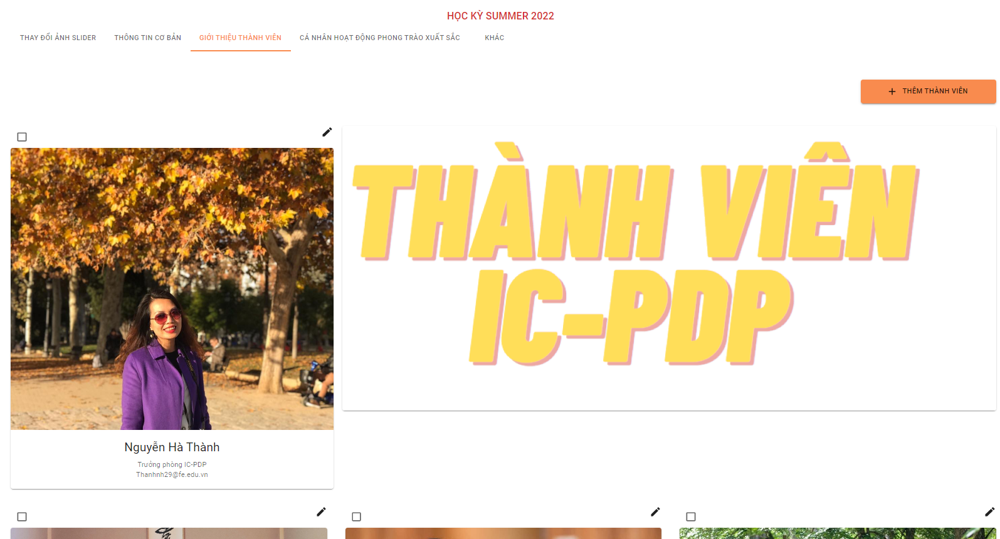 HỌC KỲ SUMMER 2022
THAY ĐỔI ẢNH SLIDER
THÔNG TIN CƠ BẢN
GIỚI THIỆU THÀNH VIÊN
CÁ NHÂN HOẠT ĐỘNG PHONG TRÀO XUẤT SẮC
KHÁC
THÊM THÀNH VIÊN
THÀNH VIÊN
IC-PDP
Nguyễn Hà Thành
Trưởng phòng IC-PDP
Thanhnh29@fe.edu.vn